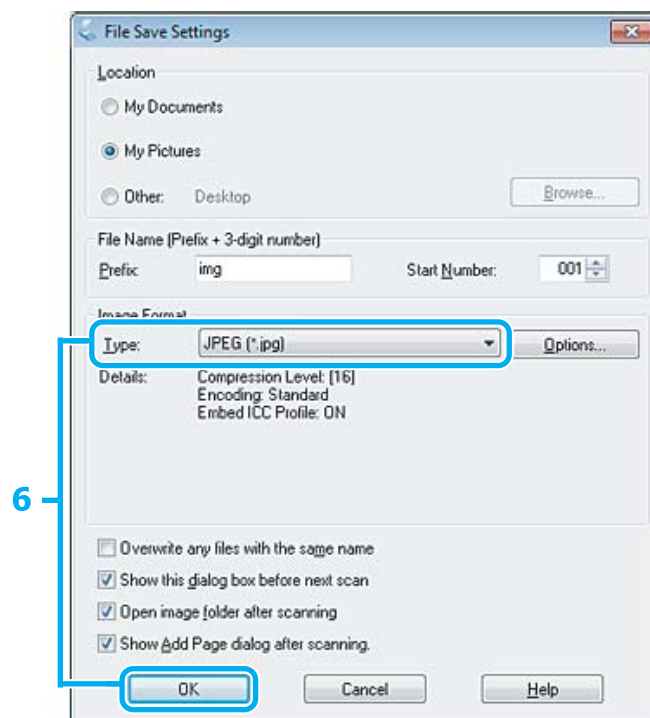 File Save Settings
Location
My Documents
My Pictures
Other: Desktop Browse...
File Name (Prefix + 3-digit number)
Prefix: img Start Number: 001
Image Format
Type: JPEG (*.jpg) Options...
Details: Compression Level: [16]
Encoding: Standard
Embed ICC Profile: ON
6
Overwrite any files with the same name
Show this dialog box before next scan
Open image folder after scanning
Show Add Page dialog after scanning.
OK Cancel Help